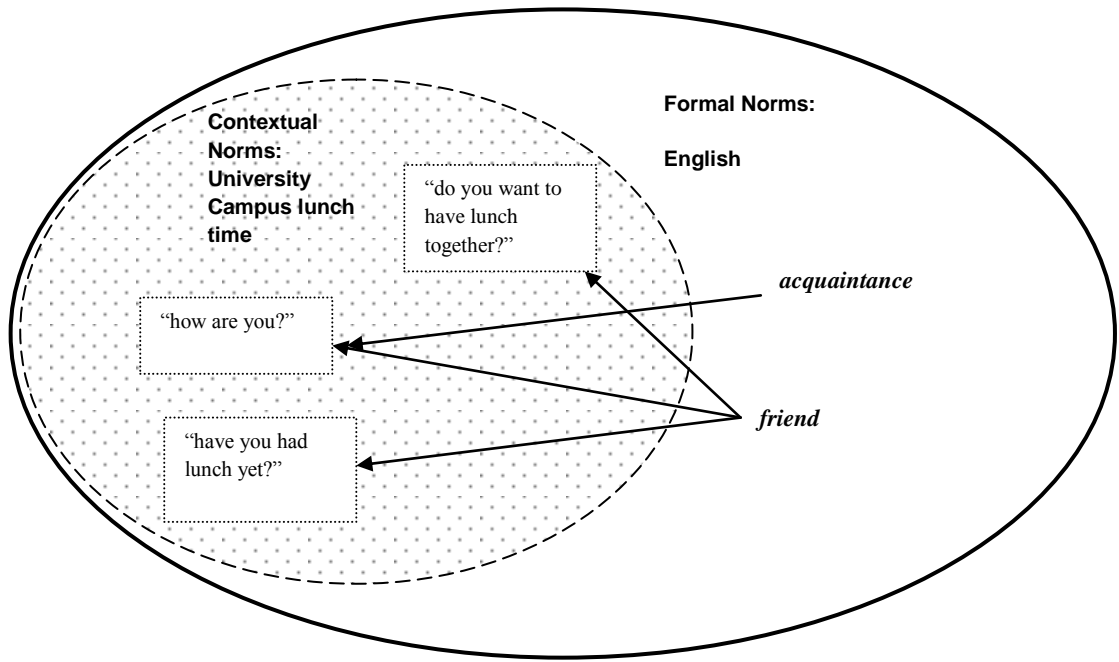 Contextual
Norms:
University
Campus lunch
time
Formal Norms:
English
“do you want to
have lunch
together?”
acquaintance
“how are you?”
friend
“have you had
lunch yet?”